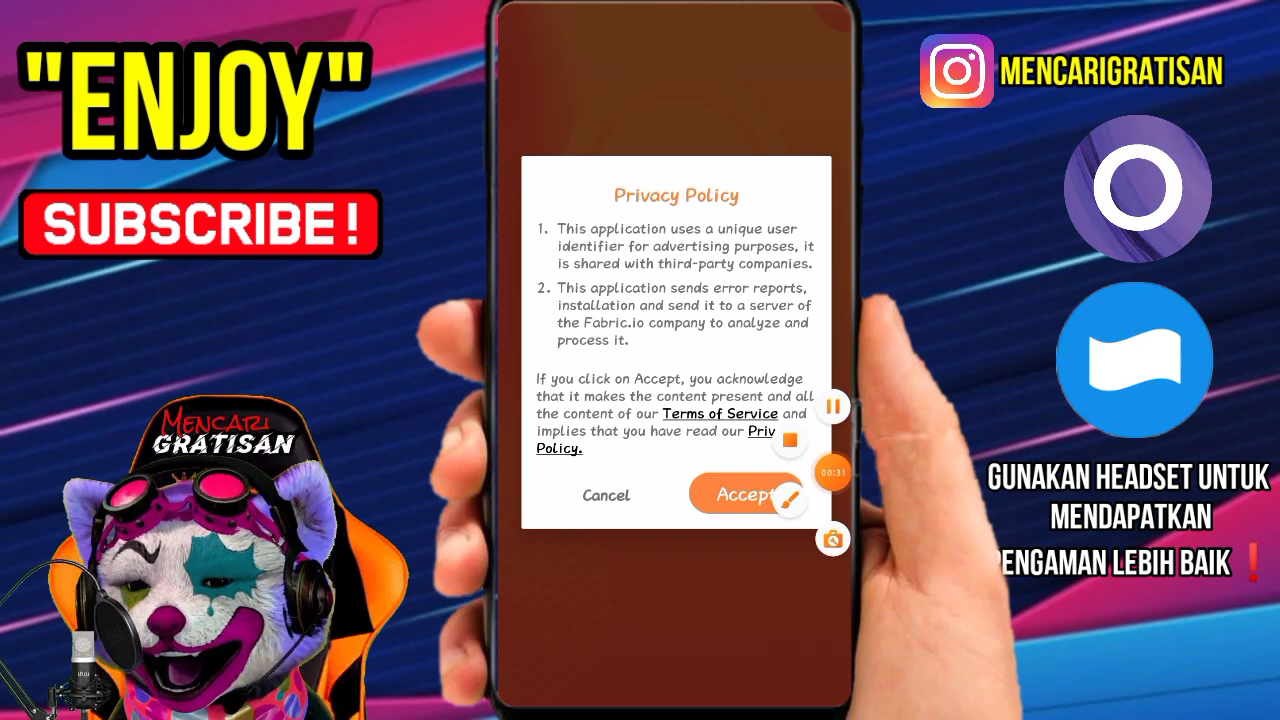 "ENJOY"
SUBSCRIBE!
MENCARI
GRATISAN
Privacy Policy
1. This application uses a unique user
identifier for advertising purposes, it
is shared with third-party companies.
2. This application sends error reports,
installation and send it to a server of
the Fabric.io company to analyze and
process it.
If you click on Accept, you acknowledge
that it makes the content present and all
the content of our Terms of Service and
implies that you have read our Priv
Policy.
Cancel
Accept
00:31
MENCARIGRATISAN
GUNAKAN HEADSET UNTUK
MENDAPATKAN
PENGAMAN LEBIH BAIK ❗